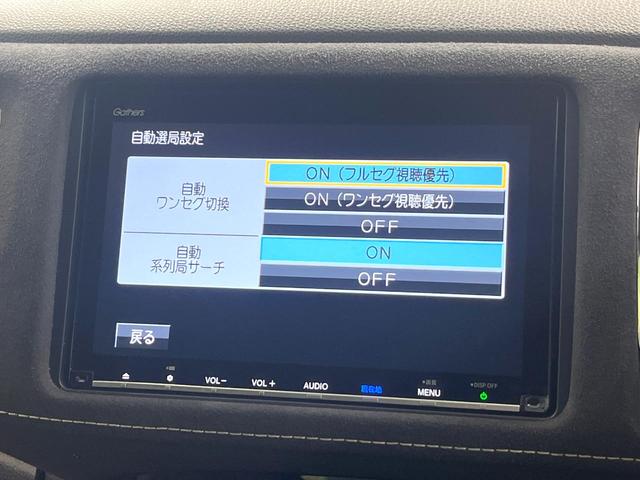 Gathers
自動選局設定
自動
ワンセグ切換
ON（フルセグ視聴優先）
ON（ワンセグ視聴優先）
OFF
自動
系列局サーチ
ON
OFF
戻る
VOL−
VOL＋
AUDIO
現在地
•画面
MENU
•DISP OFF